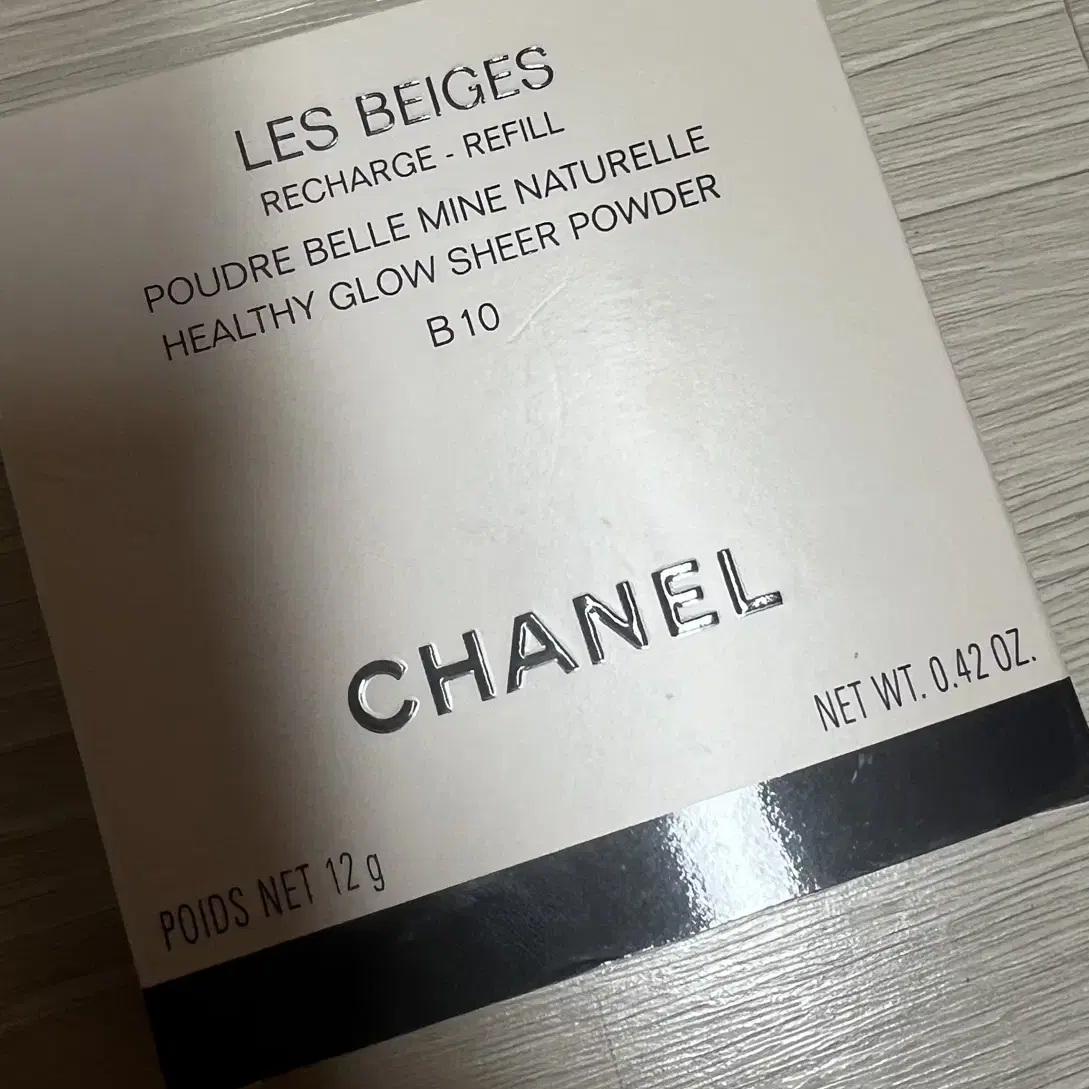 LES BEIGES
RECHARGE - REFILL
POUDRE BELLE MINE NATURELLE
HEALTHY GLOW SHEER POWDER
B10
CHANEL
NET WT. 0.42 OZ.
POIDS NET 12 g